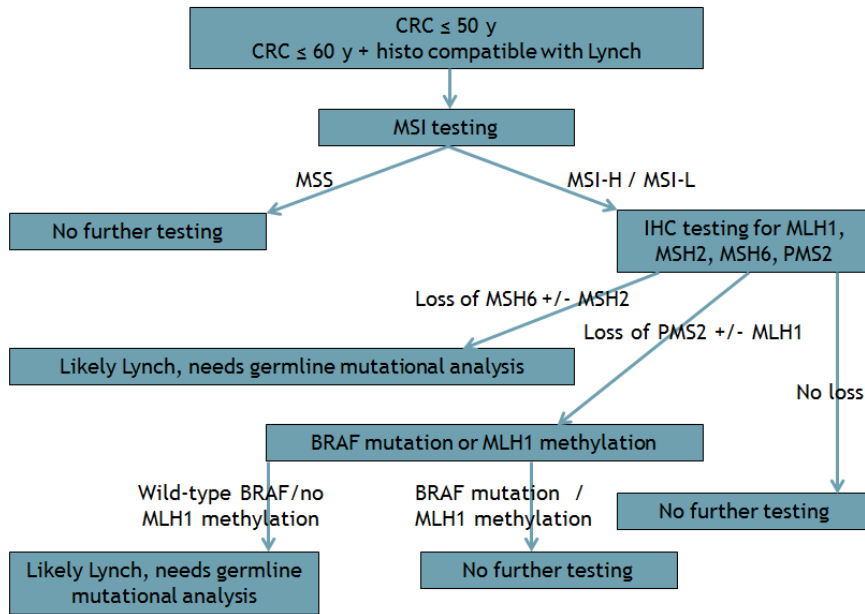 CRC ≤ 50 y
CRC ≤ 60 y + histo compatible with Lynch
MSI testing
MSS
MSI-H / MSI-L
No further testing
IHC testing for MLH1,
MSH2, MSH6, PMS2
Loss of MSH6 +/- MSH2
Loss of PMS2 +/- MLH1
Likely Lynch, needs germline mutational analysis
No loss
BRAF mutation or MLH1 methylation
Wild-type BRAF/no
MLH1 methylation
BRAF mutation /
MLH1 methylation
No further testing
Likely Lynch, needs germline
mutational analysis
No further testing